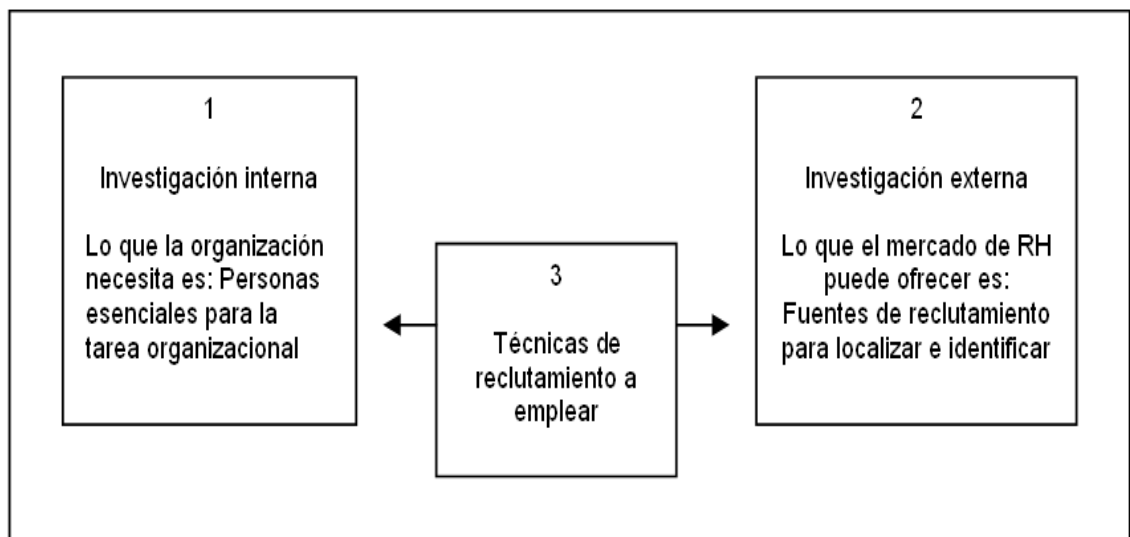 1
Investigación interna
Lo que la organización
necesita es: Personas
esenciales para la
tarea organizacional
2
Investigación externa
Lo que el mercado de RH
puede ofrecer es:
Fuentes de reclutamiento
para localizar e identificar
3
Técnicas de
reclutamiento a
emplear